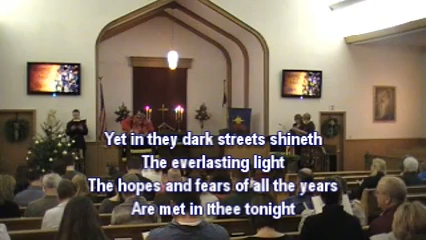 Yet in they dark streets shineth
The everlasting light
The hopes and fears of all the years
Are met in Ithee tonight